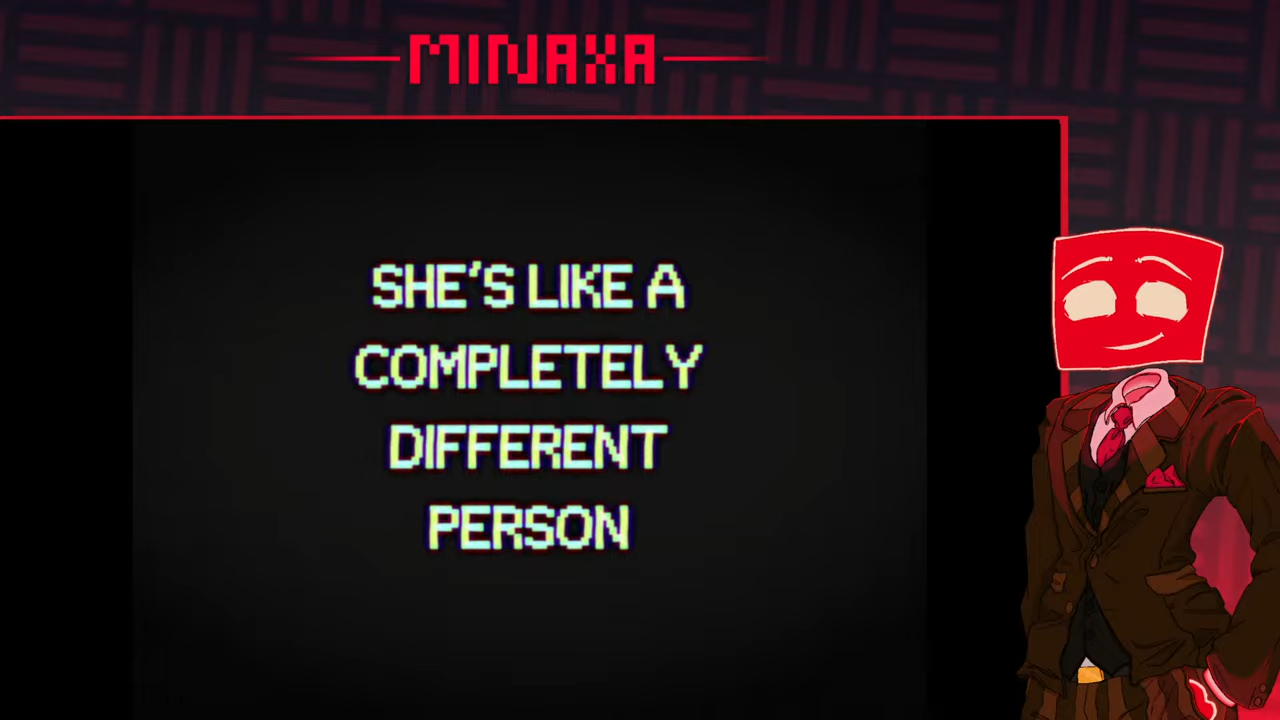 MINAXA
SHE'S LIKE A
COMPLETELY
DIFFERENT
PERSON